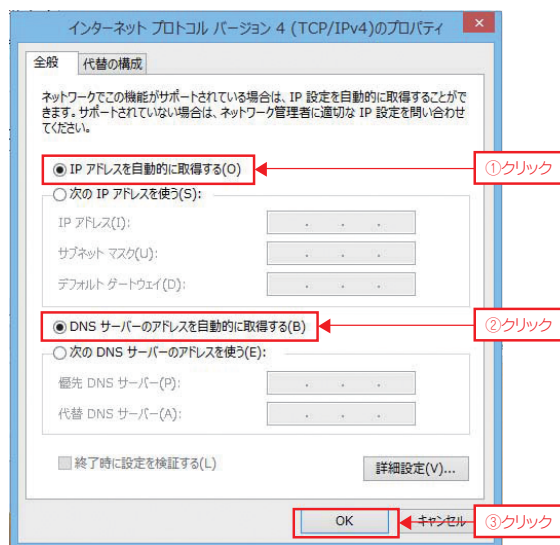 インターネット プロトコル バージョン 4 (TCP/IPv4)のプロパティ
全般
代替の構成
ネットワークでこの機能がサポートされている場合は、IP 設定を自動的に取得することがで
きます。サポートされていない場合は、ネットワーク管理者に適切な IP 設定を問い合わせ
てください。
IP アドレスを自動的に取得する(O)
①クリック
次の IP アドレスを使う(S):
IP アドレス(I):
サブネット マスク(U):
デフォルト ゲートウェイ(D):
DNS サーバーのアドレスを自動的に取得する(B)
②クリック
次の DNS サーバーのアドレスを使う(E):
優先 DNS サーバー(P):
代替 DNS サーバー(A):
終了時に設定を検証する(L)
詳細設定(V)...
OK
キャンセル
③クリック